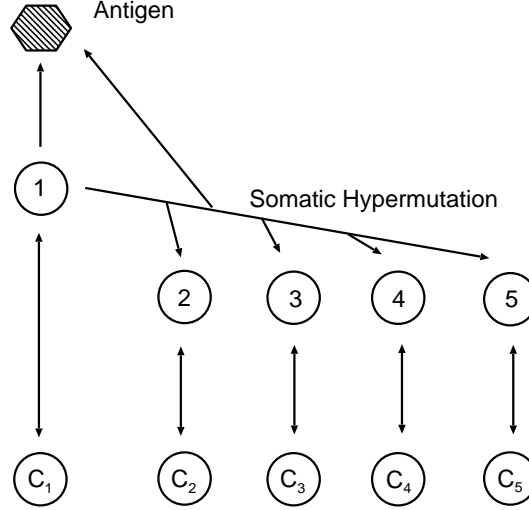 Antigen
1
Somatic Hypermutation
2 3 4 5
C₁ C₂ C₃ C₄ C₅